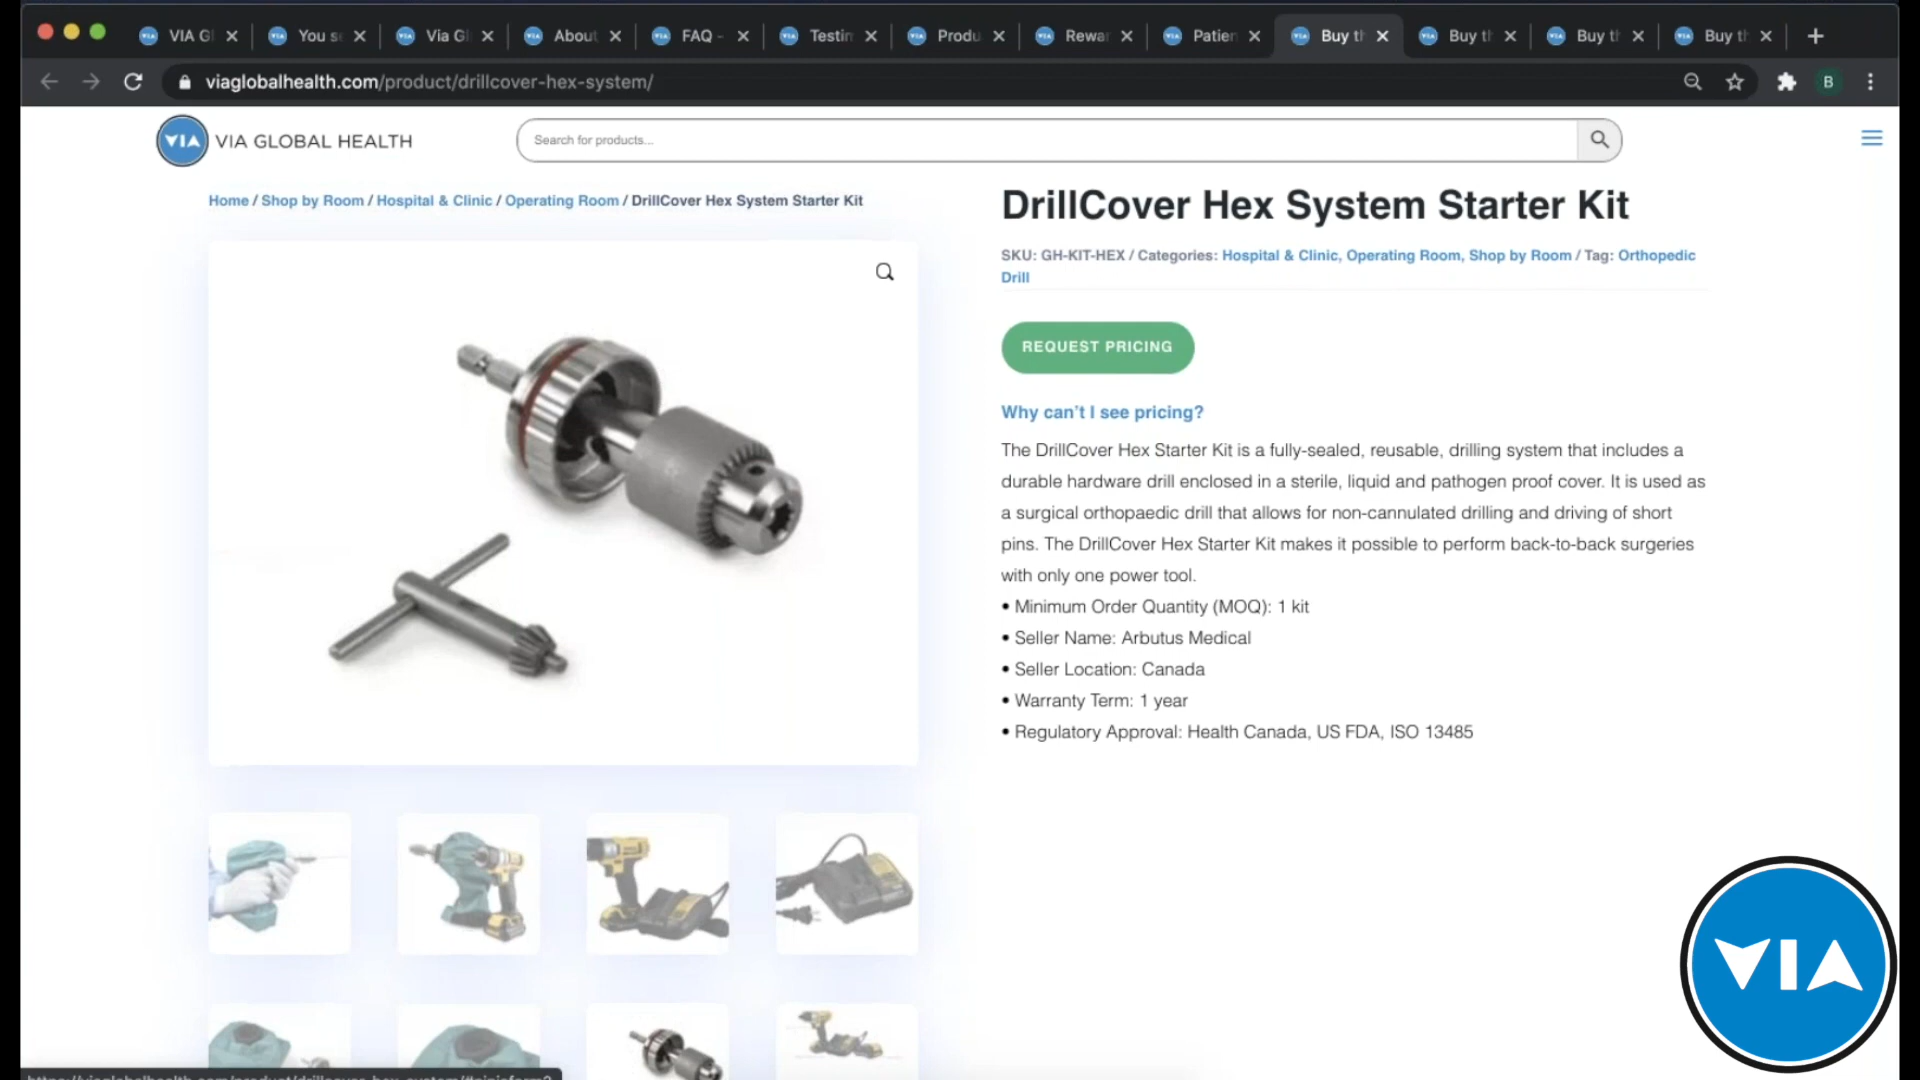 VIA Gl
You s
Via Gl
About
FAQ -
Testin
Produ
Rewar
Patien
Buy th
Buy th
Buy th
Buy th
viaglobalhealth.com/product/drillcover-hex-system/
B
VIA
VIA GLOBAL HEALTH
Search for products...
Home / Shop by Room / Hospital & Clinic / Operating Room / DrillCover Hex System Starter Kit
DrillCover Hex System Starter Kit
SKU: GH-KIT-HEX / Categories: Hospital & Clinic, Operating Room, Shop by Room / Tag: Orthopedic
Drill
REQUEST PRICING
Why can't I see pricing?
The DrillCover Hex Starter Kit is a fully-sealed, reusable, drilling system that includes a
durable hardware drill enclosed in a sterile, liquid and pathogen proof cover. It is used as
a surgical orthopaedic drill that allows for non-cannulated drilling and driving of short
pins. The DrillCover Hex Starter Kit makes it possible to perform back-to-back surgeries
with only one power tool.
• Minimum Order Quantity (MOQ): 1 kit
• Seller Name: Arbutus Medical
• Seller Location: Canada
• Warranty Term: 1 year
• Regulatory Approval: Health Canada, US FDA, ISO 13485
VIA